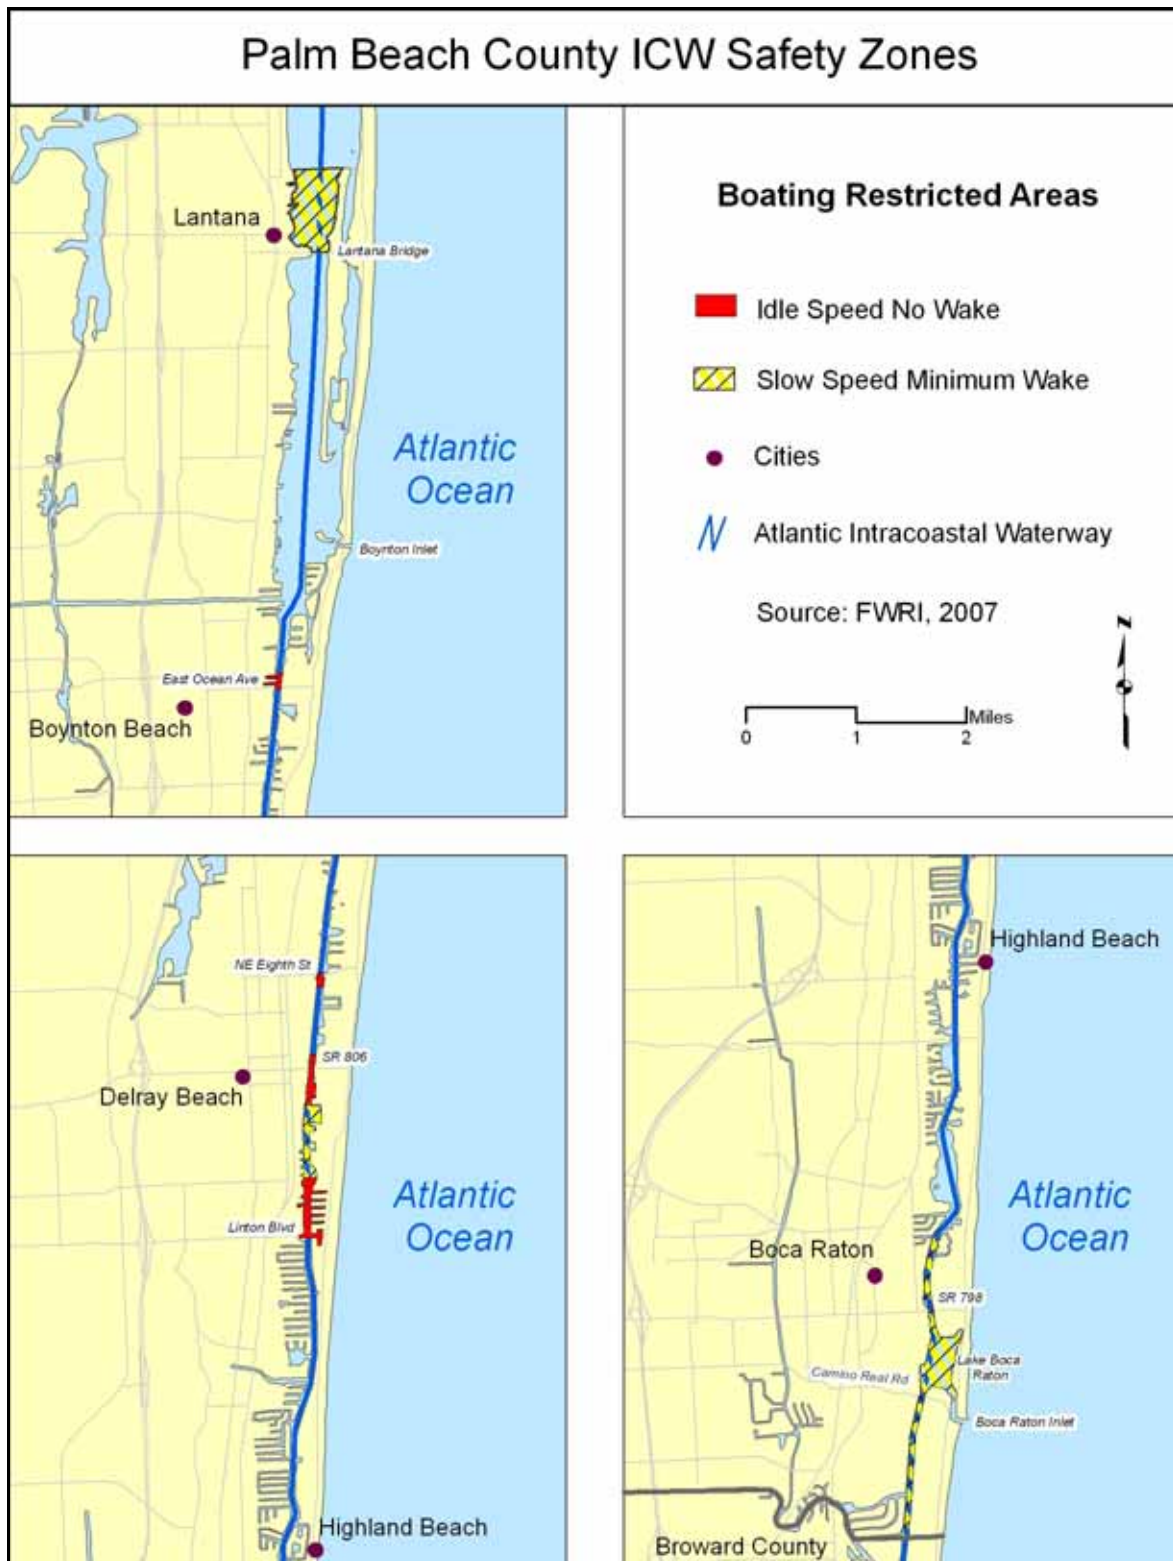 Palm Beach County ICW Safety Zones
Lantana
Lantana Bridge
Atlantic
Ocean
Boynton Inlet
East Ocean Ave
Boynton Beach
Boating Restricted Areas
Idle Speed No Wake
Slow Speed Minimum Wake
Cities
Atlantic Intracoastal Waterway
Source: FWRI, 2007
N
Miles
0 1 2
NE Eighth St
SR 806
Delray Beach
Atlantic
Ocean
Linton Blvd
Highland Beach
Highland Beach
Atlantic
Ocean
Boca Raton
SR 798
Lake Boca
Raton
Camino Real Rd
Boca Raton Inlet
Broward County